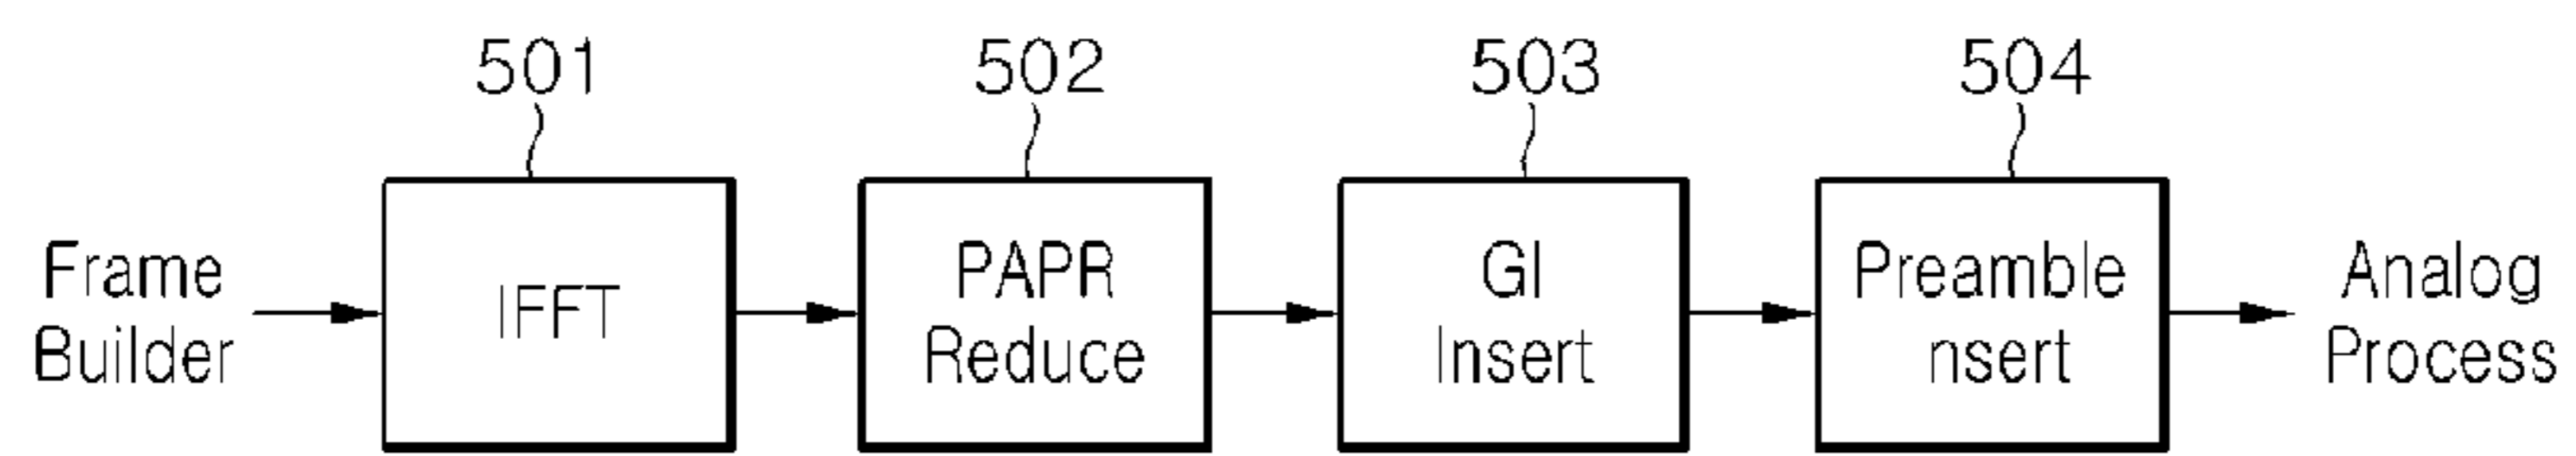 501
502
503
504
Frame
Builder
IFFT
PAPR
Reduce
GI
Insert
Preamble
nsert
Analog
Process